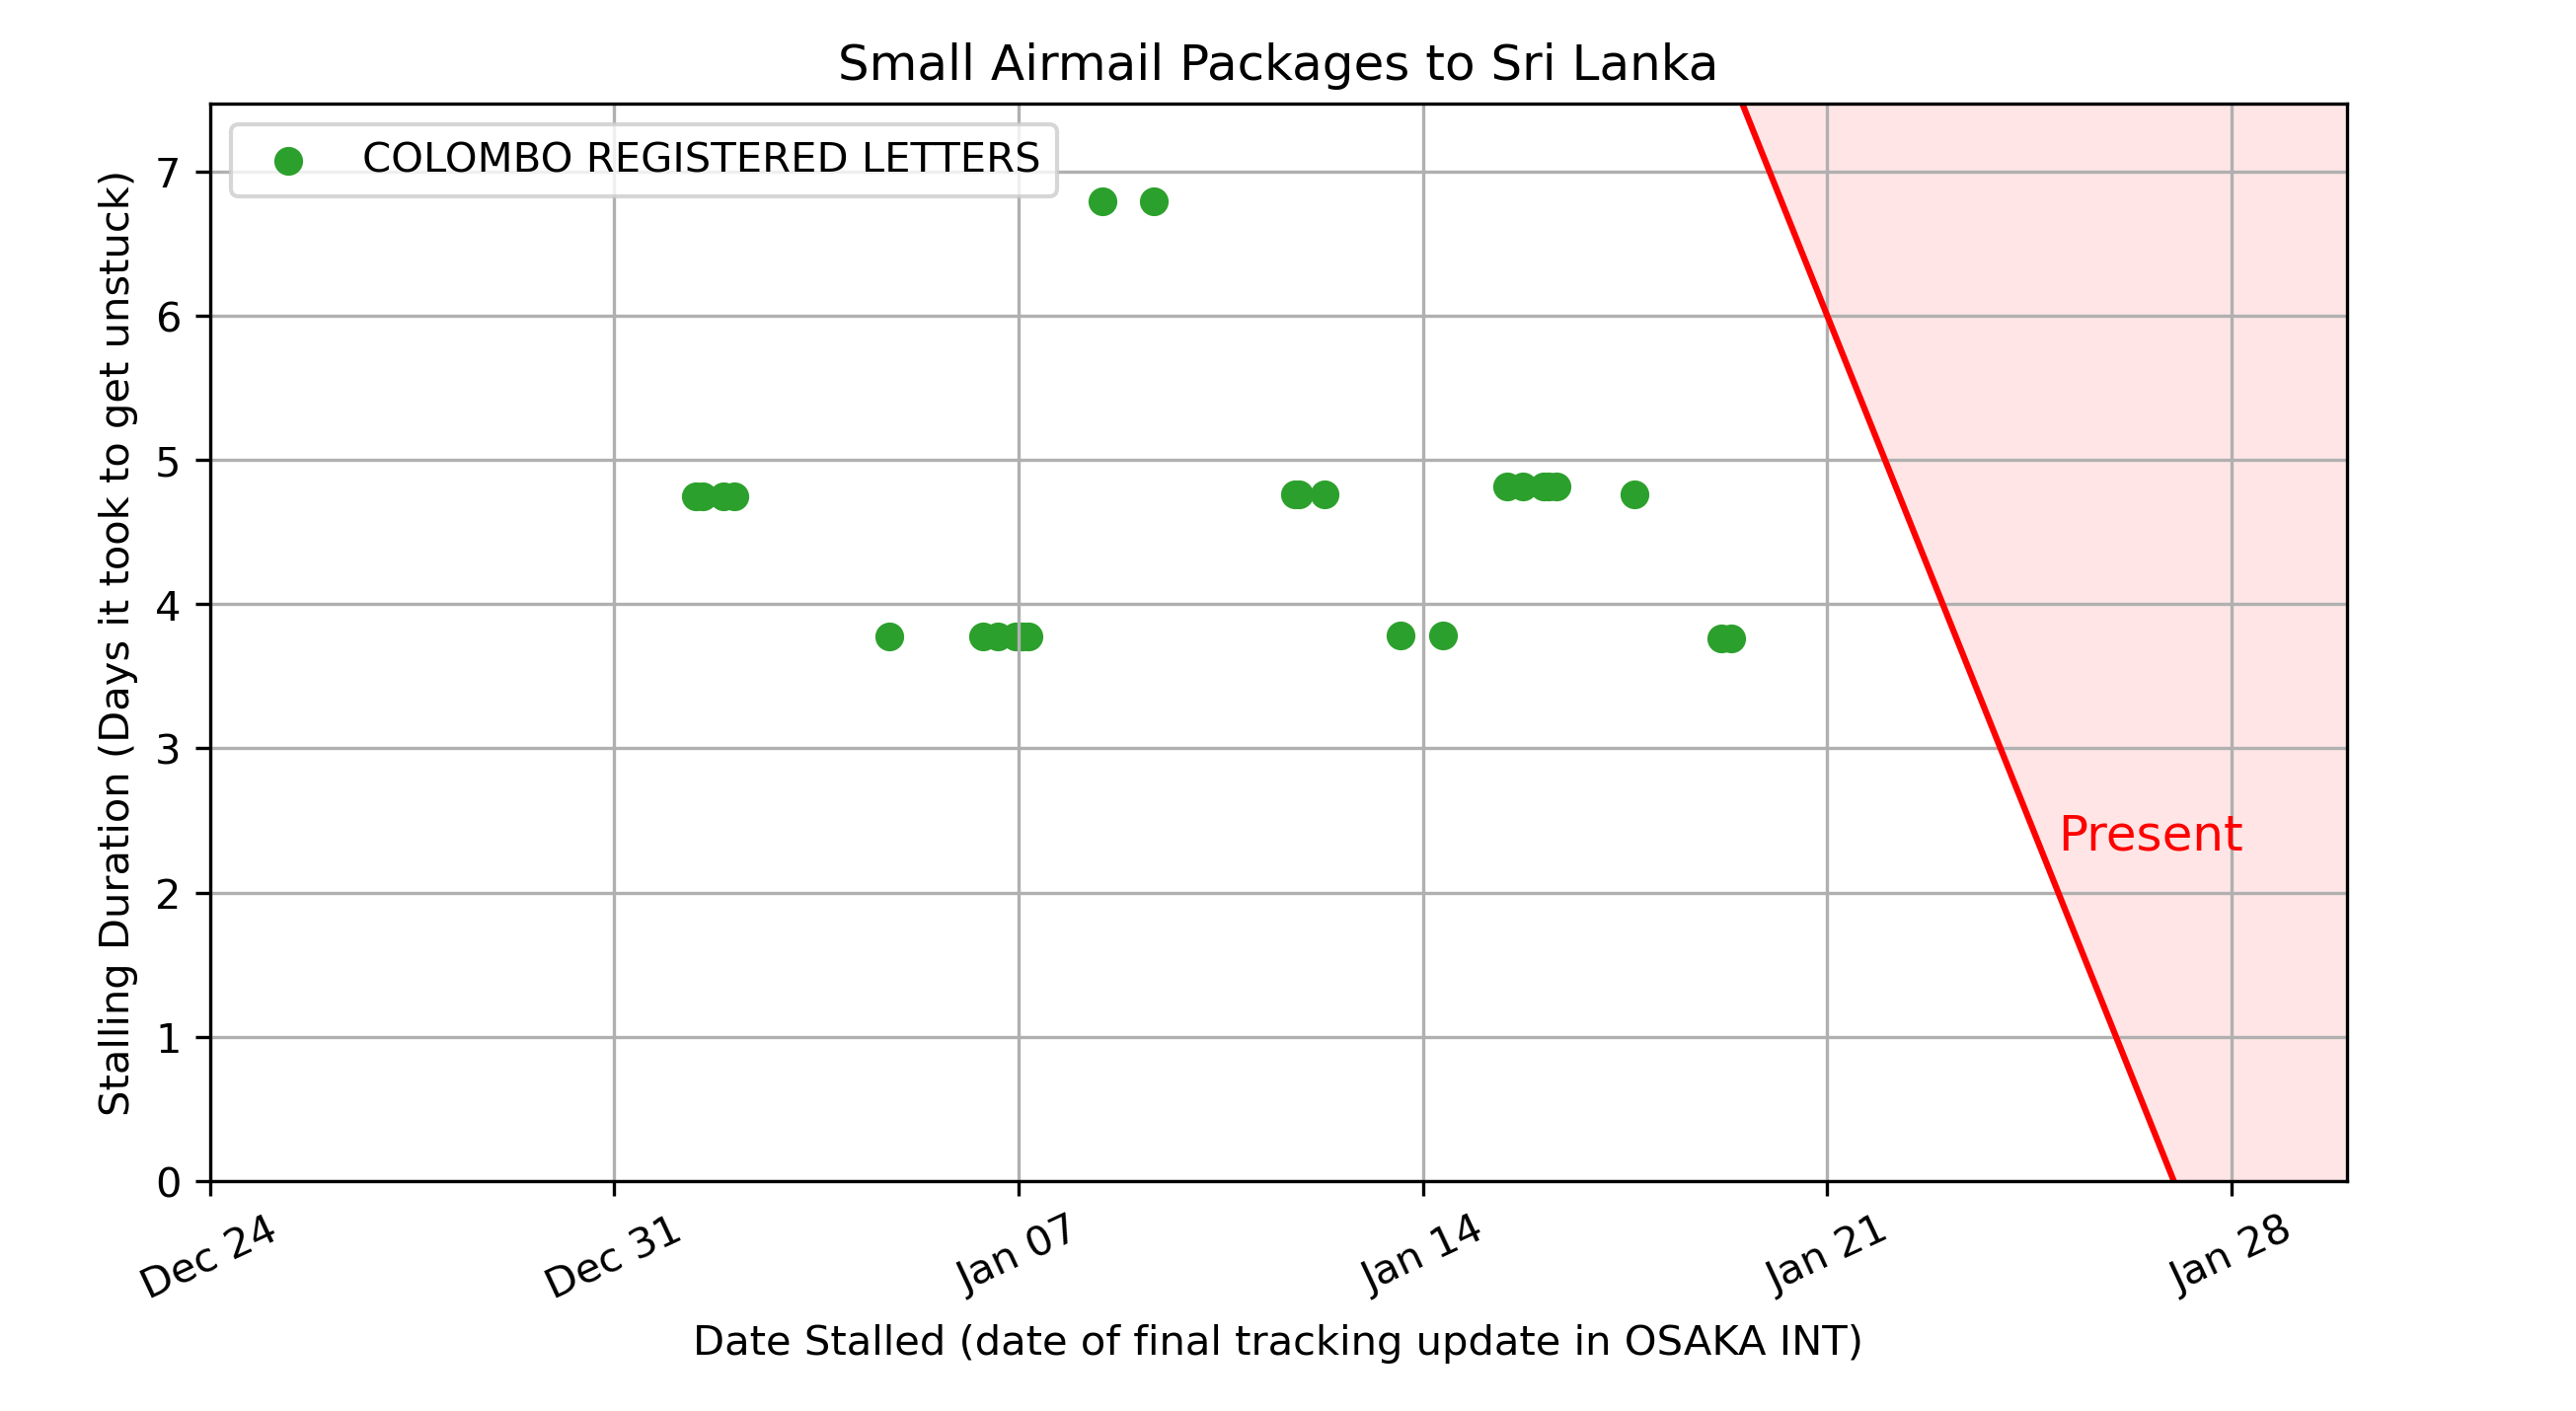 Small Airmail Packages to Sri Lanka
COLOMBO REGISTERED LETTERS
Stalling Duration (Days it took to get unstuck)
7
6
5
4
3
2
1
0
Present
Dec 24
Dec 31
Jan 07
Jan 14
Jan 21
Jan 28
Date Stalled (date of final tracking update in OSAKA INT)